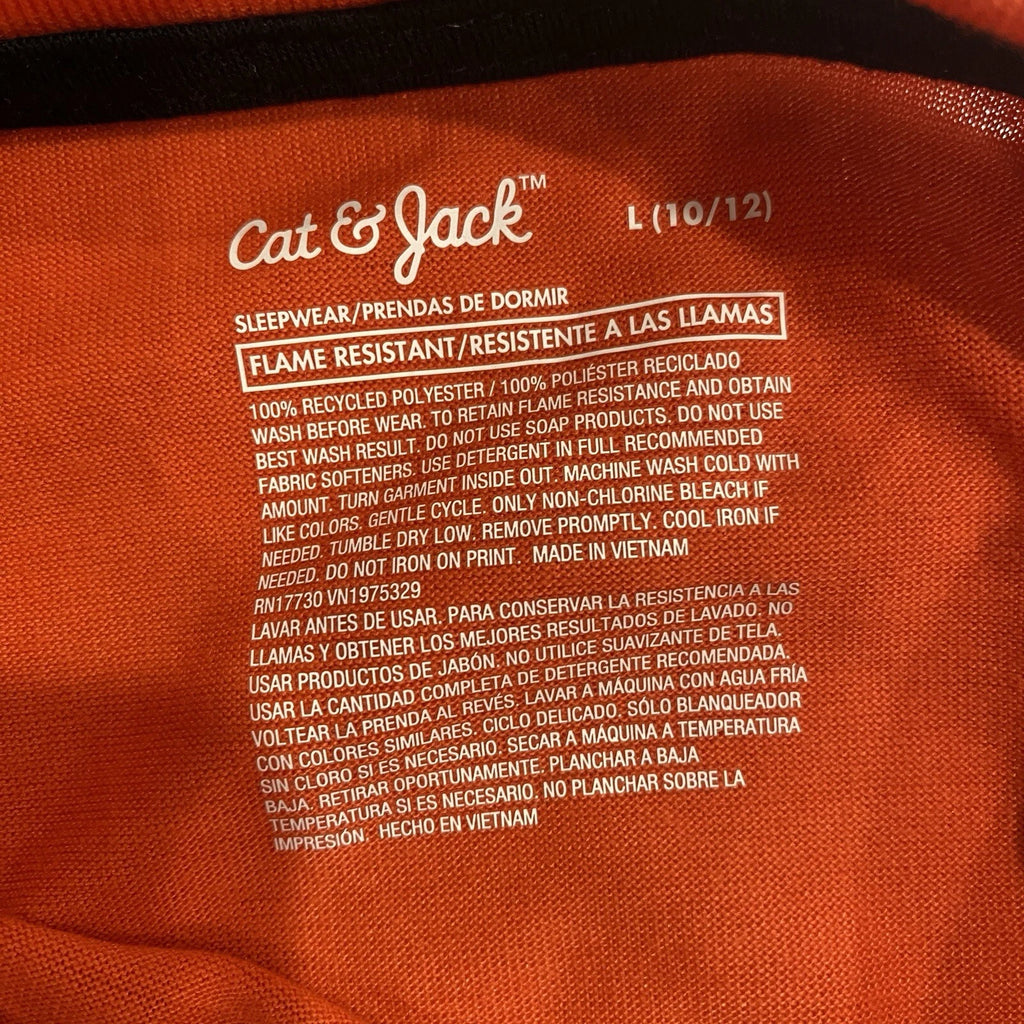 Cat & Jack™
L (10/12)
SLEEPWEAR/PRENDAS DE DORMIR
FLAME RESISTANT/RESISTENTE A LAS LLAMAS
100% RECYCLED POLYESTER / 100% POLIÉSTER RECICLADO
WASH BEFORE WEAR. TO RETAIN FLAME RESISTANCE AND OBTAIN
BEST WASH RESULT. DO NOT USE SOAP PRODUCTS. DO NOT USE
FABRIC SOFTENERS. USE DETERGENT IN FULL RECOMMENDED
AMOUNT. TURN GARMENT INSIDE OUT. MACHINE WASH COLD WITH
LIKE COLORS. GENTLE CYCLE. ONLY NON-CHLORINE BLEACH IF
NEEDED. TUMBLE DRY LOW. REMOVE PROMPTLY. COOL IRON IF
NEEDED. DO NOT IRON ON PRINT. MADE IN VIETNAM
RN17730 VN1975329
LAVAR ANTES DE USAR. PARA CONSERVAR LA RESISTENCIA A LAS
LLAMAS Y OBTENER LOS MEJORES RESULTADOS DE LAVADO. NO
USAR PRODUCTOS DE JABÓN. NO UTILICE SUAVIZANTE DE TELA.
USAR LA CANTIDAD COMPLETA DE DETERGENTE RECOMENDADA.
VOLTEAR LA PRENDA AL REVÉS. LAVAR A MÁQUINA CON AGUA FRÍA
CON COLORES SIMILARES. CICLO DELICADO. SÓLO BLANQUEADOR
SIN CLORO SI ES NECESARIO. SECAR A MÁQUINA A TEMPERATURA
BAJA. RETIRAR OPORTUNAMENTE. PLANCHAR A BAJA
TEMPERATURA SI ES NECESARIO. NO PLANCHAR SOBRE LA
IMPRESIÓN. HECHO EN VIETNAM